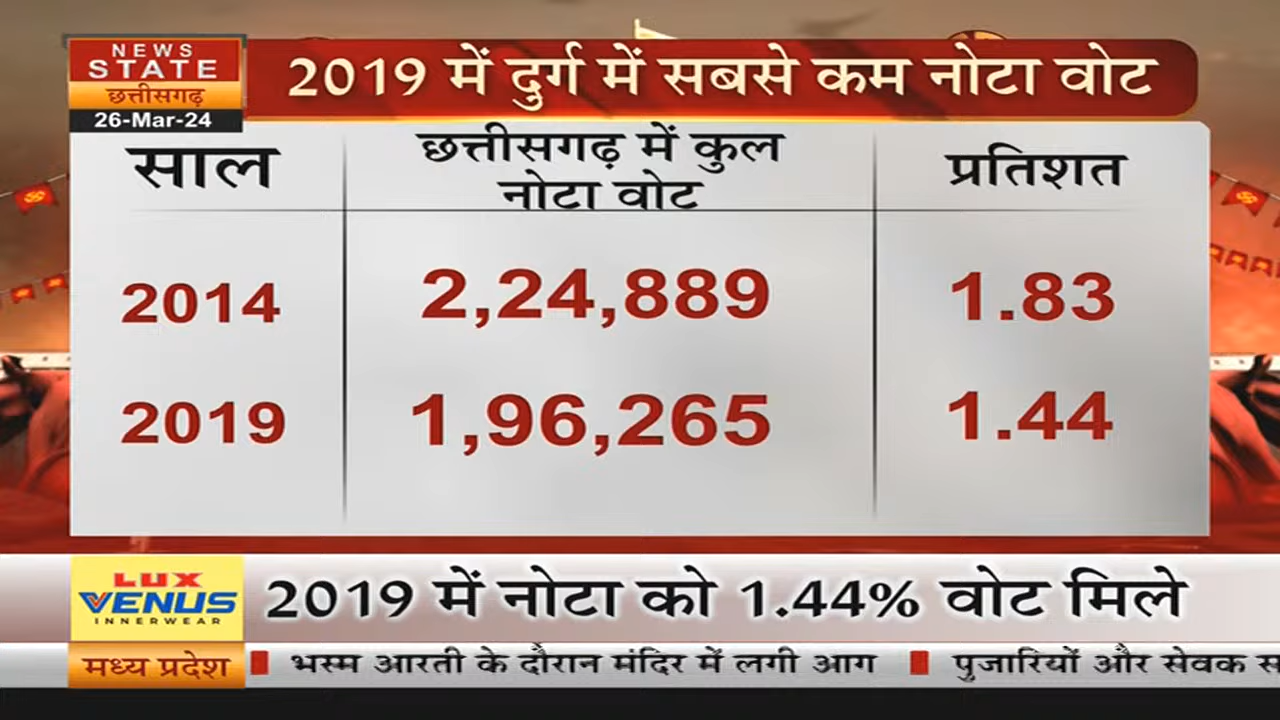 NEWS
STATE
छत्तीसगढ़
26-Mar-24
2019 में दुर्ग में सबसे कम नोटा वोट
साल
छत्तीसगढ़ में कुल
नोटा वोट
प्रतिशत
2014 2,24,889 1.83
2019 1,96,265 1.44
LUX
VENUS
INNERWEAR
2019 में नोटा को 1.44% वोट मिले
मध्य प्रदेश
भस्म आरती के दौरान मंदिर में लगी आग
पुजारियों और सेवक